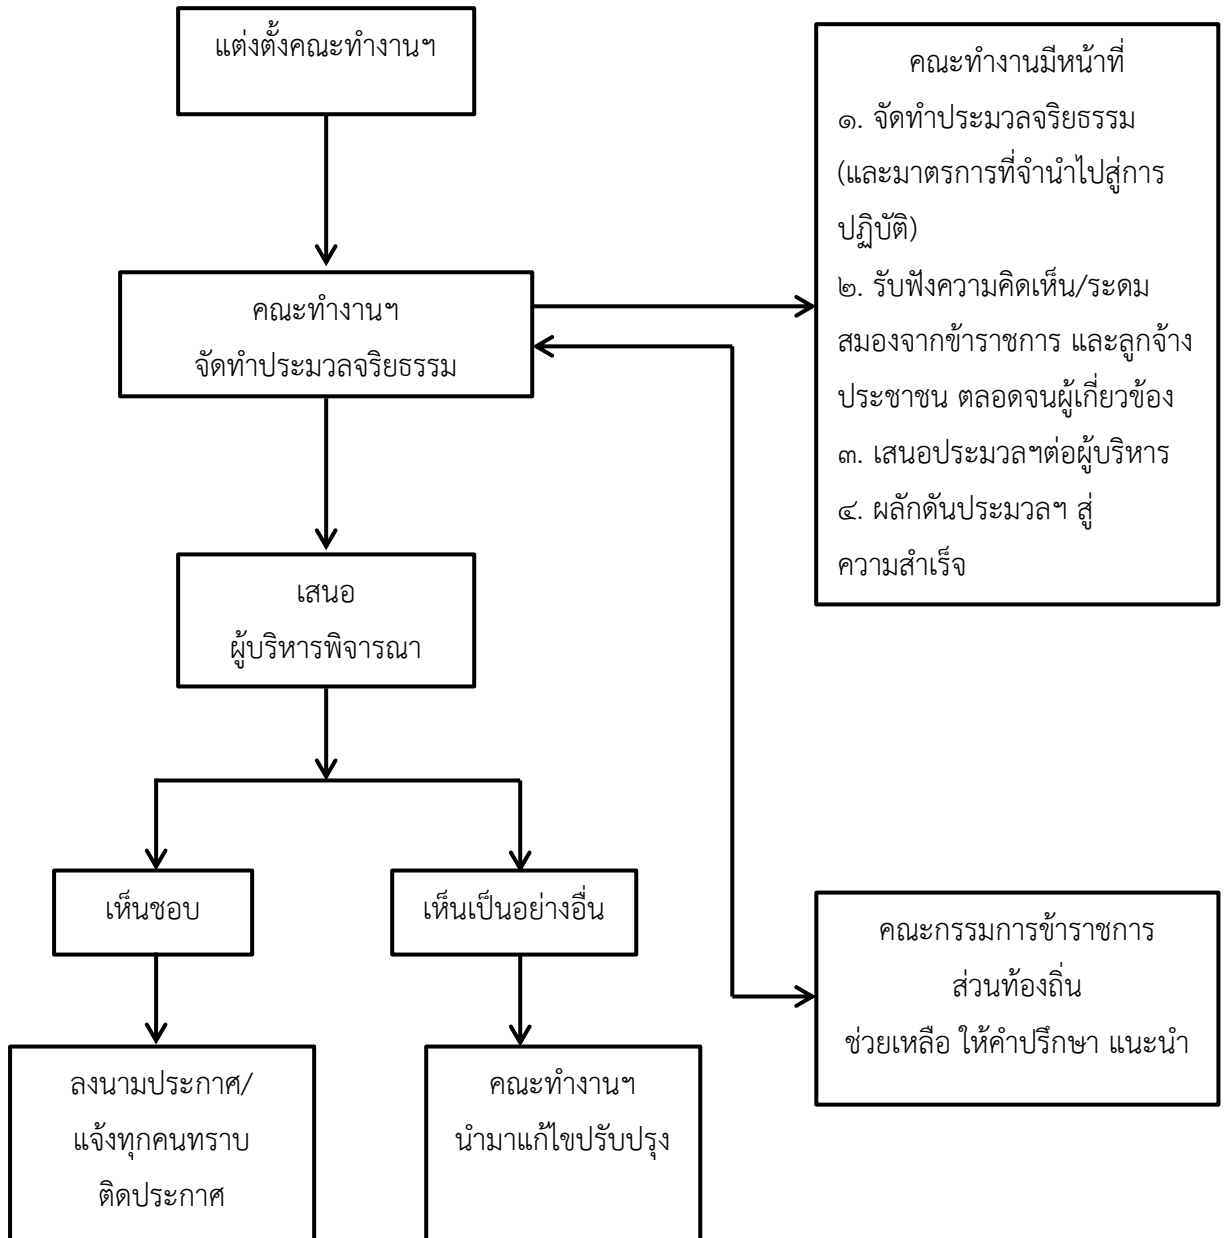 แต่งตั้งคณะทำงานฯ
คณะทำงานมีหน้าที่
๑. จัดทำประมวลจริยธรรม
(และมาตรการที่จำนำไปสู่การ
ปฏิบัติ)
๒. รับฟังความคิดเห็น/ระดม
สมองจากข้าราชการ และลูกจ้าง
ประชาชน ตลอดจนผู้เกี่ยวข้อง
๓. เสนอประมวลฯต่อผู้บริหาร
๔. ผลักดันประมวลฯ สู่
ความสำเร็จ
คณะทำงานฯ
จัดทำประมวลจริยธรรม
เสนอ
ผู้บริหารพิจารณา
เห็นชอบ
เห็นเป็นอย่างอื่น
คณะกรรมการข้าราชการ
ส่วนท้องถิ่น
ช่วยเหลือ ให้คำปรึกษา แนะนำ
ลงนามประกาศ/
แจ้งทุกคนทราบ
ติดประกาศ
คณะทำงานฯ
นำมาแก้ไขปรับปรุง